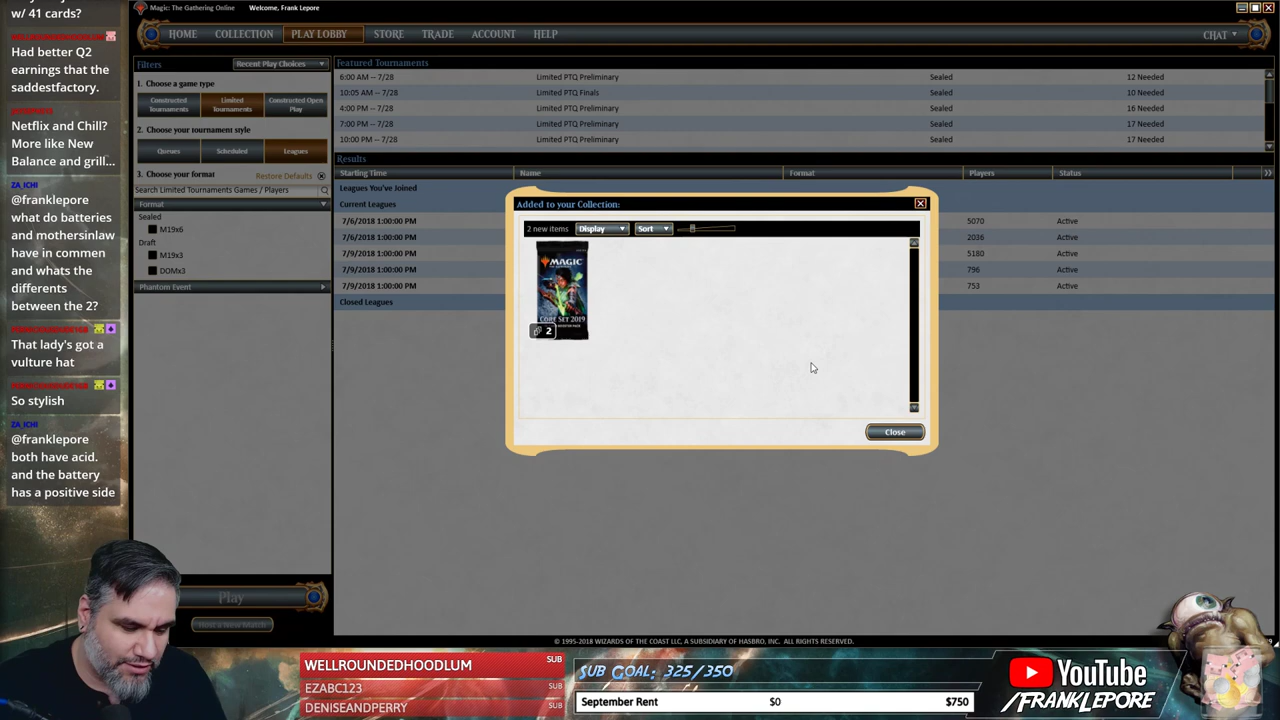 w/ 41 cards?
WELLROUNDEDHOODLUM
Had better Q2
earnings that the
saddestfactory.
Netflix and Chill?
More like New
Balance and grill...
ZA_ICHI
@franklepore
what do batteries
and mothersinlaw
have in commen
and whats the
differents
between the 2?
That lady's got a
vulture hat
So stylish
ZA_ICHI
@franklepore
both have acid.
and the battery
has a positive side
Magic: The Gathering Online Welcome, Frank Lepore
HOME COLLECTION PLAY LOBBY STORE TRADE ACCOUNT HELP CHAT
Filters Recent Play Choices
1. Choose a game type
Constructed Tournaments Limited Tournaments Constructed Open Play
2. Choose your tournament style
Queues Scheduled Leagues
3. Choose your format Restore Defaults
Search Limited Tournaments Games / Players
Format
Sealed
M19x6
Draft
M19x3
DOMx3
Phantom Event
Play
Host a New Match
Featured Tournaments
6:00 AM -- 7/28 Limited PTQ Preliminary Sealed 12 Needed
10:05 AM -- 7/28 Limited PTQ Finals Sealed 10 Needed
4:00 PM -- 7/28 Limited PTQ Preliminary Sealed 16 Needed
7:00 PM -- 7/28 Limited PTQ Preliminary Sealed 17 Needed
10:00 PM -- 7/28 Limited PTQ Preliminary Sealed 17 Needed
Results
Starting Time Name Format Players Status
Leagues You've Joined
Current Leagues
7/6/2018 1:00:00 PM 5070 Active
7/6/2018 1:00:00 PM 2036 Active
7/9/2018 1:00:00 PM 5180 Active
7/9/2018 1:00:00 PM 796 Active
7/9/2018 1:00:00 PM 753 Active
Closed Leagues
Added to your Collection:
2 new items Display Sort
MAGIC
CORE SET 2019
2
Close
© 1995-2018 WIZARDS OF THE COAST LLC, A SUBSIDIARY OF HASBRO, INC. ALL RIGHTS RESERVED.
WELLROUNDEDHOODLUM SUB
EZABC123 SUB
DENISEANDPERRY SUB
SUB GOAL: 325/350
September Rent $0 $750
YouTube
/FRANKLEPORE